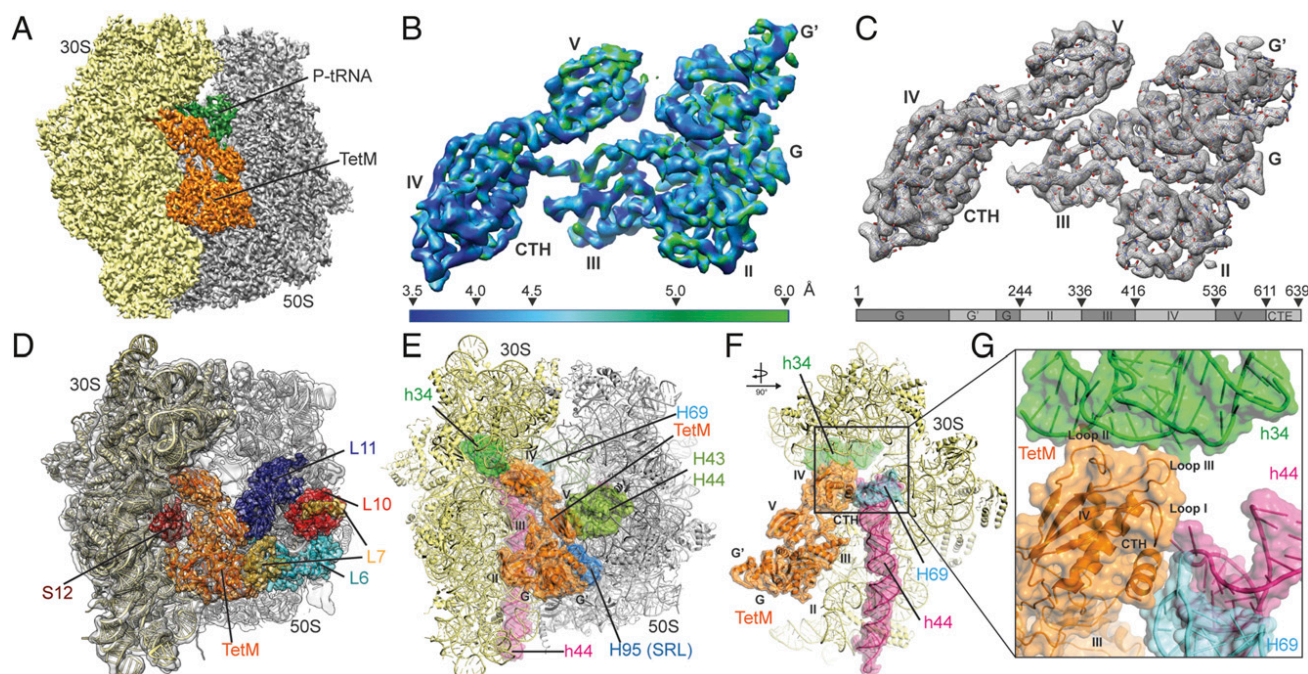 A
30S
P-tRNA
TetM
50S
B
V
G'
IV
G
CTH
III
II
3.5 4.0 4.5 5.0 6.0 Å
C
V
G'
IV
G
CTH
III
II
1 244 336 416 536 611 639
G G' G II III IV V CTE
D
30S
L11
L10
L7
L6
S12
TetM
50S
E
30S
h34
H69
TetM
IV
H43
H44
V
III
II
G
G'
50S
h44
H95 (SRL)
F
90°
h34
30S
IV
V
CTH
G'
III
H69
G
II
TetM
h44
G
h34
Loop II
TetM
Loop III
h44
Loop I
IV
CTH
III
H69